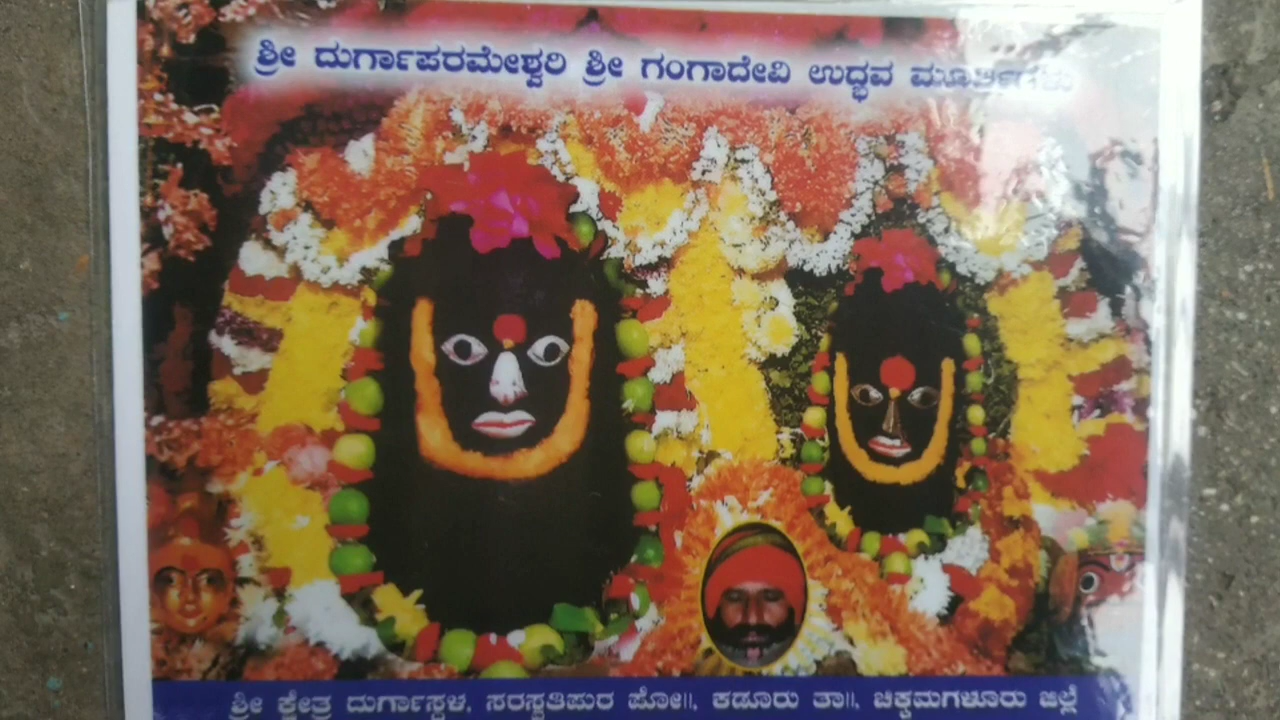 ಶ್ರೀ ದುರ್ಗಾಪರಮೇಶ್ವರಿ ಶ್ರೀ ಗಂಗಾದೇವಿ ಉದ್ಭವ ಮೂರ್ತಿಗಳು
ಶ್ರೀ ಕ್ಷೇತ್ರ ದುರ್ಗಾಸ್ಥಳ, ಸರಸ್ವತಿಪುರ ಪೋ||, ಕಡೂರು ತಾ||, ಚಿಕ್ಕಮಗಳೂರು ಜಿಲ್ಲೆ